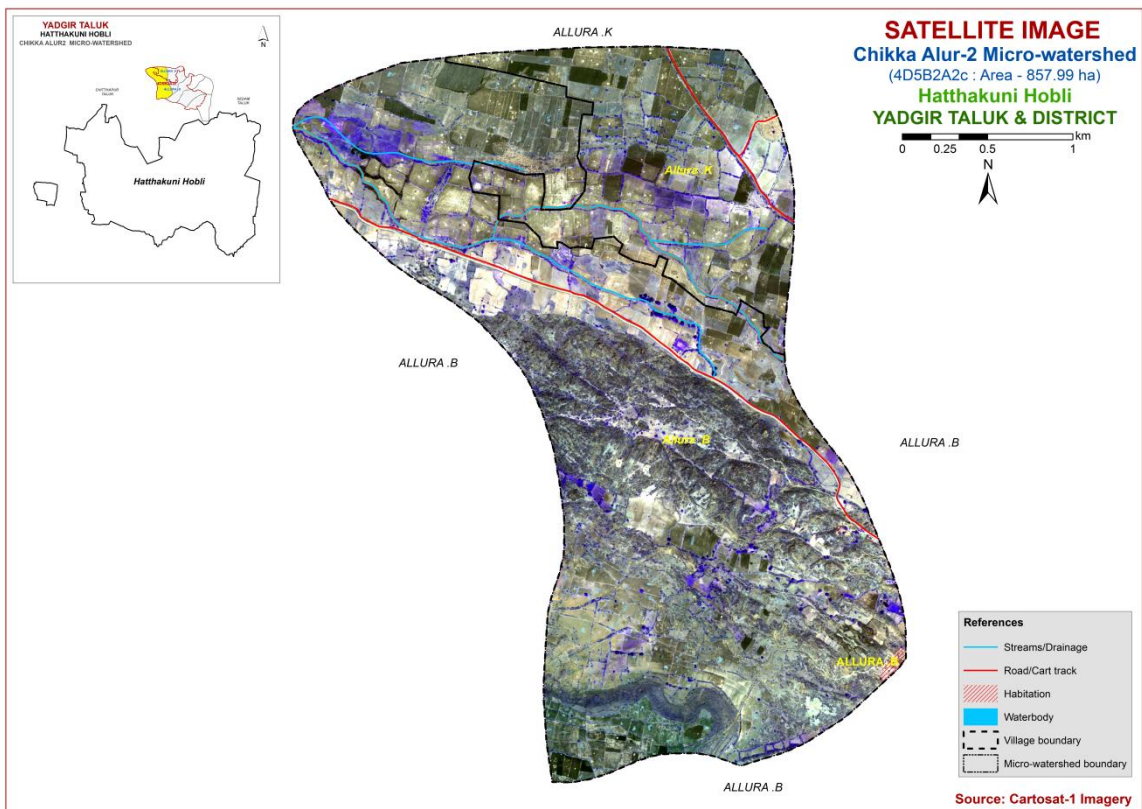 YADGIR TALUK
HATTHAKUNI HOBLI
CHIKKA ALUR2 MICRO-WATERSHED
N
Hatthakuni Hobli
SATELLITE IMAGE
Chikka Alur-2 Micro-watershed
(4D5B2A2c : Area - 857.99 ha)
Hatthakuni Hobli
YADGIR TALUK & DISTRICT
km
0 0.25 0.5 1
N
ALLURA .K
Allura .K
ALLURA .B
Allura .B
ALLURA .B
ALLURA
ALLURA .B
References
Streams/Drainage
Road/Cart track
Habitation
Waterbody
Village boundary
Micro-watershed boundary
Source: Cartosat-1 Imagery